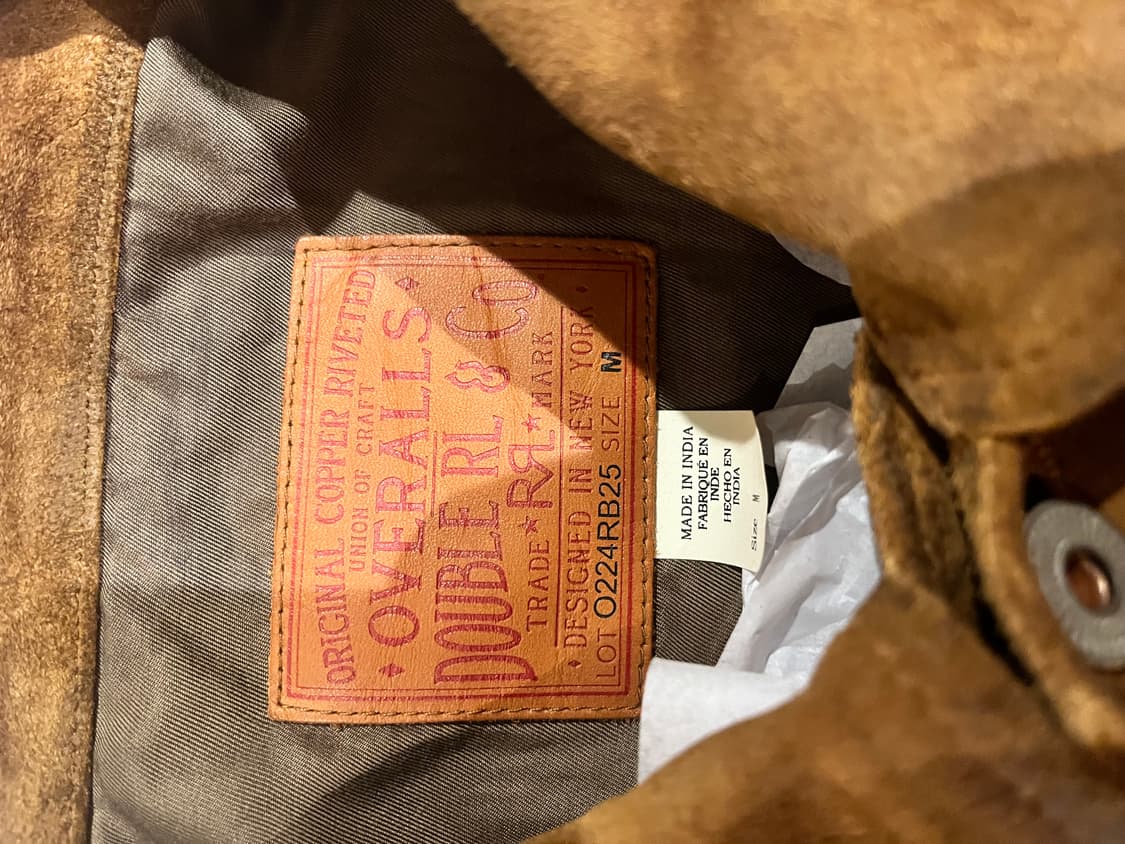 ORIGINAL COPPER RIVETED
UNION OF CRAFT
OVERALLS
DOUBLE RL & Co
TRADE ★ RRL ★ MARK
DESIGNED IN NEW YORK
LOT O224RB25 SIZE M
MADE IN INDIA
FABRIQUÉ EN
INDE
HECHO EN
INDIA
Size M